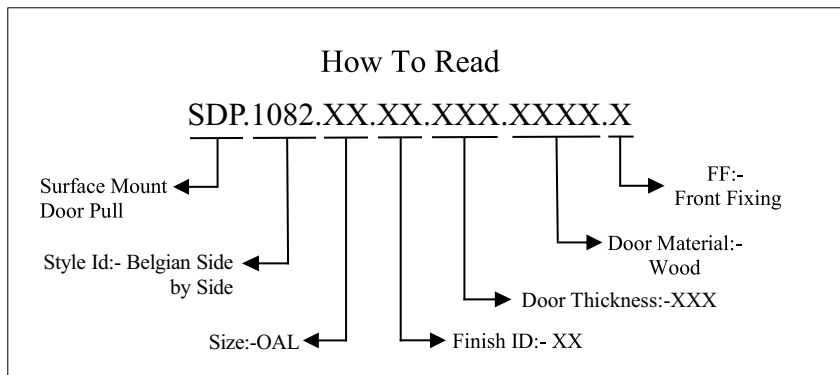 How To Read
SDP.1082.XX.XX.XXX.XXXX.X
Surface Mount
Door Pull
FF:-
Front Fixing
Style Id:- Belgian Side
by Side
Door Material:-
Wood
Door Thickness:-XXX
Size:-OAL
Finish ID:- XX